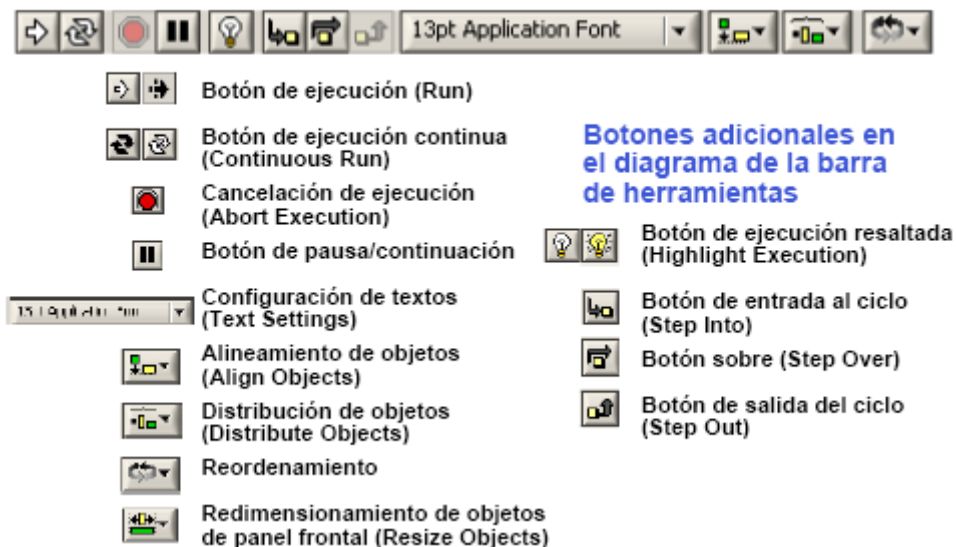 13pt Application Font
Botón de ejecución (Run)
Botón de ejecución continua
(Continuous Run)
Cancelación de ejecución
(Abort Execution)
Botón de pausa/continuación
Configuración de textos
(Text Settings)
Alineamiento de objetos
(Align Objects)
Distribución de objetos
(Distribute Objects)
Reordenamiento
Redimensionamiento de objetos
de panel frontal (Resize Objects)
Botones adicionales en
el diagrama de la barra
de herramientas
Botón de ejecución resaltada
(Highlight Execution)
Botón de entrada al ciclo
(Step Into)
Botón sobre (Step Over)
Botón de salida del ciclo
(Step Out)